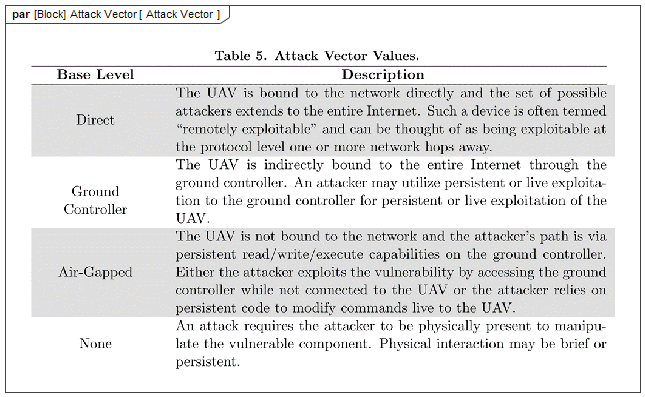 par [Block] Attack Vector [ Attack Vector ]
Table 5. Attack Vector Values.
Base Level Description
Direct
The UAV is bound to the network directly and the set of possible
attackers extends to the entire Internet. Such a device is often termed
“remotely exploitable” and can be thought of as being exploitable at
the protocol level one or more network hops away.
Ground
Controller
The UAV is indirectly bound to the entire Internet through the
ground controller. An attacker may utilize persistent or live exploita-
tion to the ground controller for persistent or live exploitation of the
UAV.
Air-Gapped
The UAV is not bound to the network and the attacker's path is via
persistent read/write/execute capabilities on the ground controller.
Either the attacker exploits the vulnerability by accessing the ground
controller while not connected to the UAV or the attacker relies on
persistent code to modify commands live to the UAV.
None
An attack requires the attacker to be physically present to manipu-
late the vulnerable component. Physical interaction may be brief or
persistent.